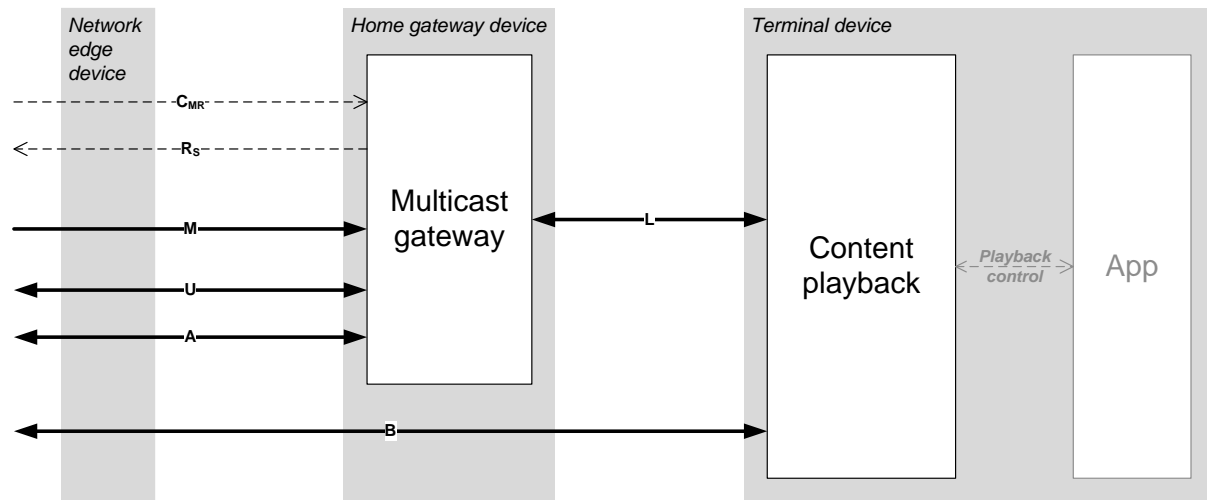 Network
edge
device
Home gateway device
Terminal device
CMR
RS
M
U
A
B
L
Multicast
gateway
Content
playback
Playback
control
App